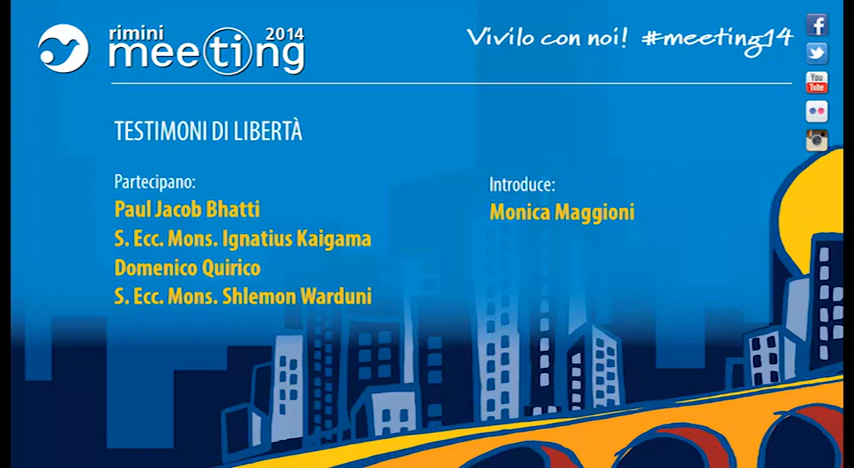 rimini 2014
meeting
Vivilo con noi! #meeting14
TESTIMONI DI LIBERTÀ
Partecipano:
Paul Jacob Bhatti
S. Ecc. Mons. Ignatius Kaigama
Domenico Quirico
S. Ecc. Mons. Shlemon Warduni
Introduce:
Monica Maggioni
You
Tube